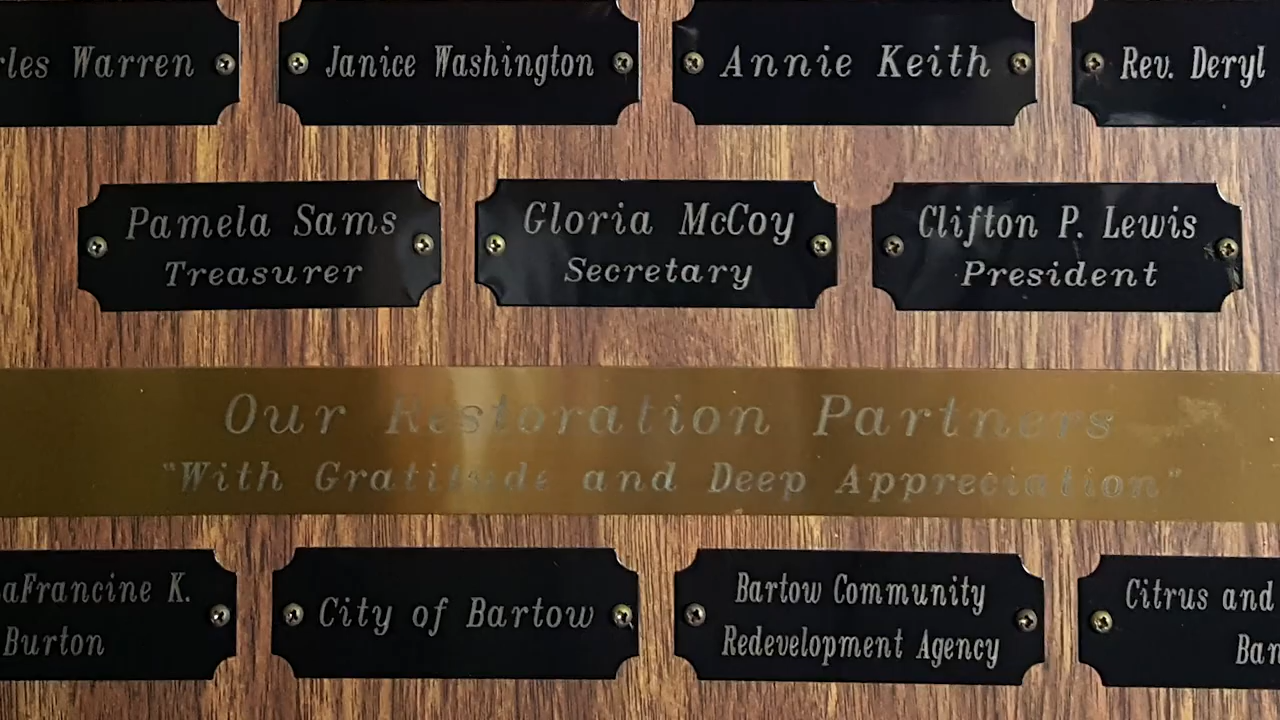 Warren
Janice Washington
Annie Keith
Rev. Deryl
Pamela Sams
Treasurer
Gloria McCoy
Secretary
Clifton P. Lewis
President
Our Restoration Partners
"With Gratitude and Deep Appreciation"
aFrancine K.
Burton
City of Bartow
Bartow Community
Redevelopment Agency
Citrus and